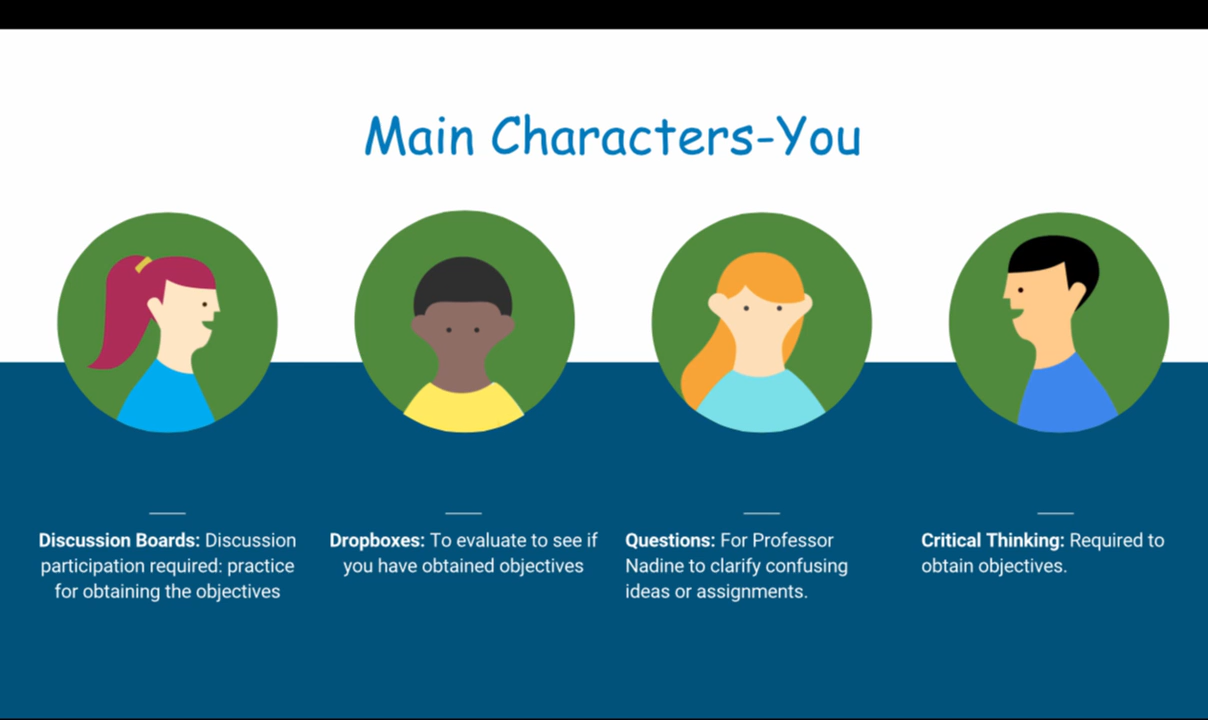 Main Characters-You
Discussion Boards: Discussion
participation required: practice
for obtaining the objectives
Dropboxes: To evaluate to see if
you have obtained objectives
Questions: For Professor
Nadine to clarify confusing
ideas or assignments.
Critical Thinking: Required to
obtain objectives.